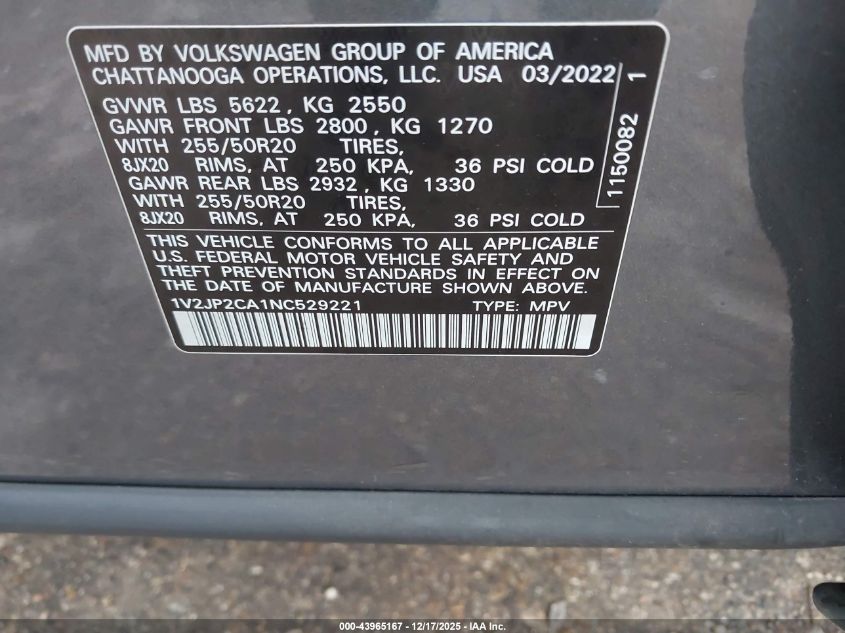 MFD BY VOLKSWAGEN GROUP OF AMERICA
CHATTANOOGA OPERATIONS, LLC. USA 03/2022
GVWR LBS 5622, KG 2550
GAWR FRONT LBS 2800, KG 1270
WITH 255/50R20 TIRES,
8JX20 RIMS, AT 250 KPA, 36 PSI COLD
GAWR REAR LBS 2932, KG 1330
WITH 255/50R20 TIRES,
8JX20 RIMS, AT 250 KPA, 36 PSI COLD
1150082 1
THIS VEHICLE CONFORMS TO ALL APPLICABLE
U.S. FEDERAL MOTOR VEHICLE SAFETY AND
THEFT PREVENTION STANDARDS IN EFFECT ON
THE DATE OF MANUFACTURE SHOWN ABOVE.
1V2JP2CA1NC529221 TYPE: MPV
000-43965167 - 12/17/2025 - IAA Inc.